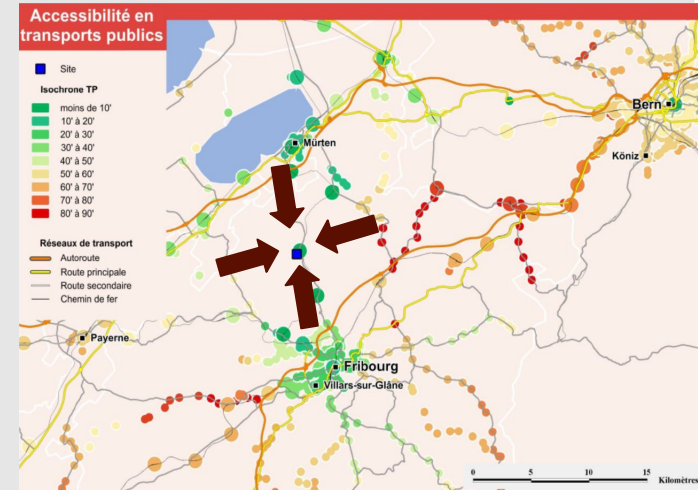 Accessibilité en
transports publics
Site
Isochrone TP
moins de 10'
10' à 20'
20' à 30'
30' à 40'
40' à 50'
50' à 60'
60' à 70'
70' à 80'
80' à 90'
Réseaux de transport
Autoroute
Route principale
Route secondaire
Chemin de fer
Bern
Köniz
Mürten
Payerne
Fribourg
Villars-sur-Glâne
0 5 10 15
Kilomètres